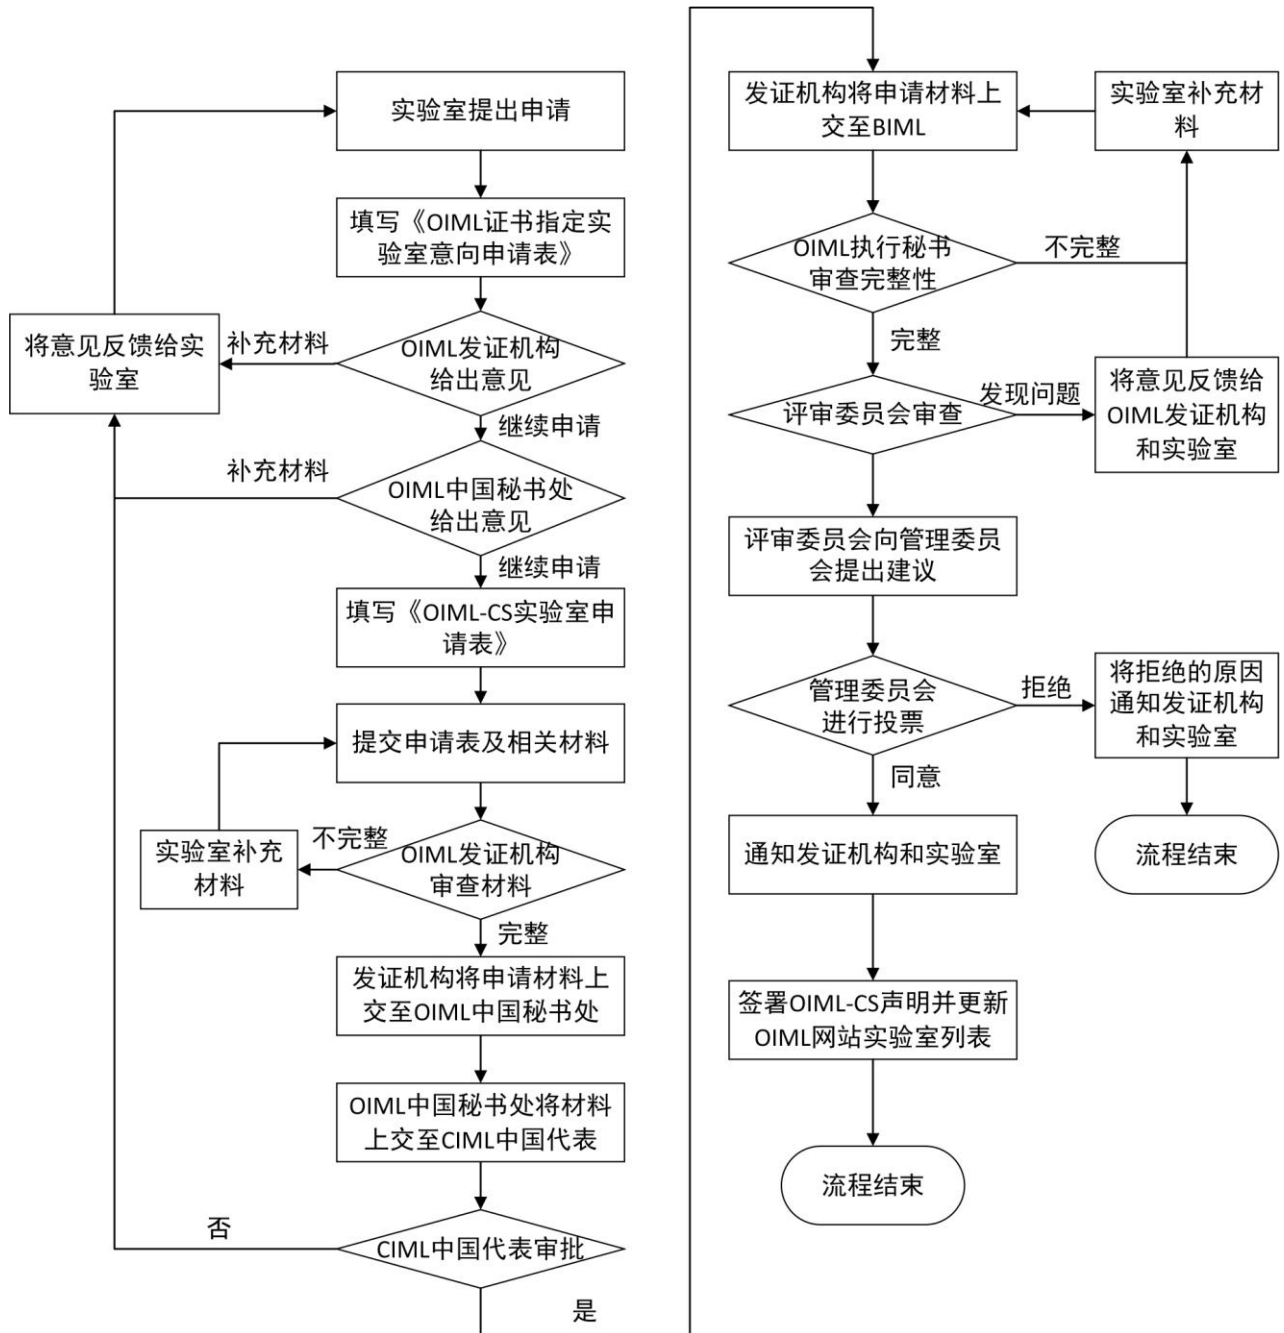 实验室提出申请
填写《OIML证书指定实
验室意向申请表》
将意见反馈给实
验室
补充材料
OIML发证机构
给出意见
继续申请
补充材料
OIML中国秘书处
给出意见
继续申请
填写《OIML-CS实验室申
请表》
提交申请表及相关材料
实验室补充
材料
不完整
OIML发证机构
审查材料
完整
发证机构将申请材料上
交至OIML中国秘书处
OIML中国秘书处将材料
上交至CIML中国代表
否
CIML中国代表审批
是
发证机构将申请材料上
交至BIML
实验室补充材
料
OIML执行秘书
审查完整性
不完整
完整
评审委员会审查
发现问题
将意见反馈给
OIML发证机构
和实验室
评审委员会向管理委员
会提出建议
管理委员会
进行投票
拒绝
将拒绝的原因
通知发证机构
和实验室
同意
通知发证机构和实验室
流程结束
签署OIML-CS声明并更新
OIML网站实验室列表
流程结束